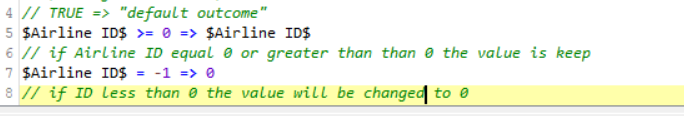 4 // TRUE => "default outcome"
5 $Airline ID$ >= 0 => $Airline ID$
6 // if Airline ID equal 0 or greater than than 0 the value is keep
7 $Airline ID$ = -1 => 0
8 // if ID less than 0 the value will be changed to 0